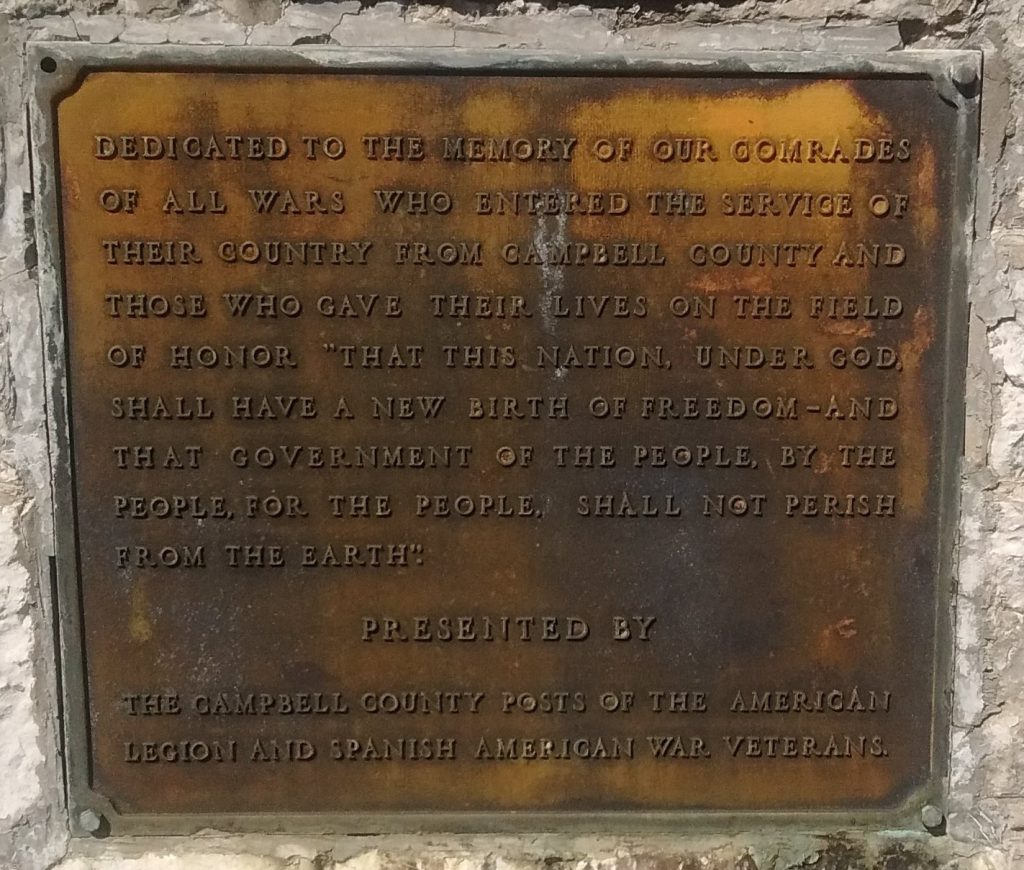 DEDICATED TO THE MEMORY OF OUR COMRADES
OF ALL WARS WHO ENTERED THE SERVICE OF
THEIR COUNTRY FROM CAMPBELL COUNTY AND
THOSE WHO GAVE THEIR LIVES ON THE FIELD
OF HONOR "THAT THIS NATION, UNDER GOD,
SHALL HAVE A NEW BIRTH OF FREEDOM-AND
THAT GOVERNMENT OF THE PEOPLE, BY THE
PEOPLE, FOR THE PEOPLE, SHALL NOT PERISH
FROM THE EARTH".
PRESENTED BY
THE CAMPBELL COUNTY POSTS OF THE AMERICAN
LEGION AND SPANISH AMERICAN WAR VETERANS.